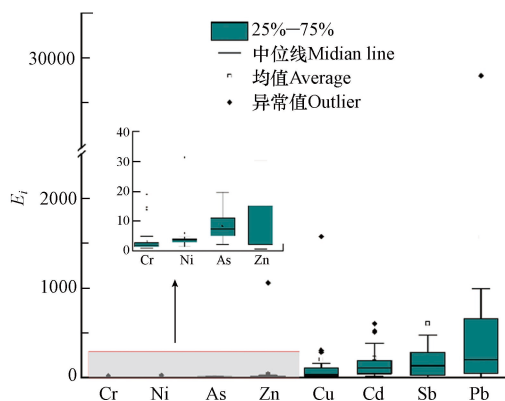 25%—75%
中位线Midian line
均值Average
异常值Outlier
30000
2000
1000
0
E_i
40
30
20
10
0
Cr Ni As Zn
Cr Ni As Zn Cu Cd Sb Pb